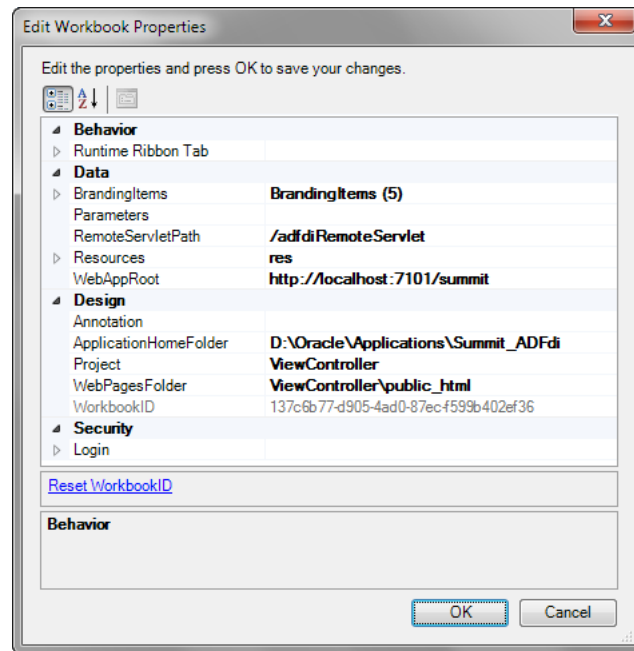 Edit Workbook Properties
Edit the properties and press OK to save your changes.
Behavior
Runtime Ribbon Tab
Data
BrandingItems BrandingItems (5)
Parameters
RemoteServletPath /adfdiRemoteServlet
Resources res
WebAppRoot http://localhost:7101/summit
Design
Annotation
ApplicationHomeFolder D:\Oracle\Applications\Summit_ADFdi
Project ViewController
WebPagesFolder ViewController\public_html
WorkbookID 137c6b77-d905-4ad0-87ec-f599b402ef36
Security
Login
Reset WorkbookID
Behavior
OK Cancel